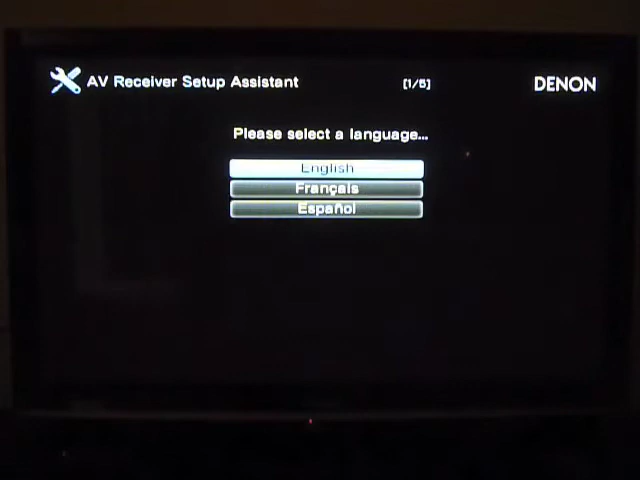 AV Receiver Setup Assistant [1/5] DENON
Please select a language...
English
Français
Español